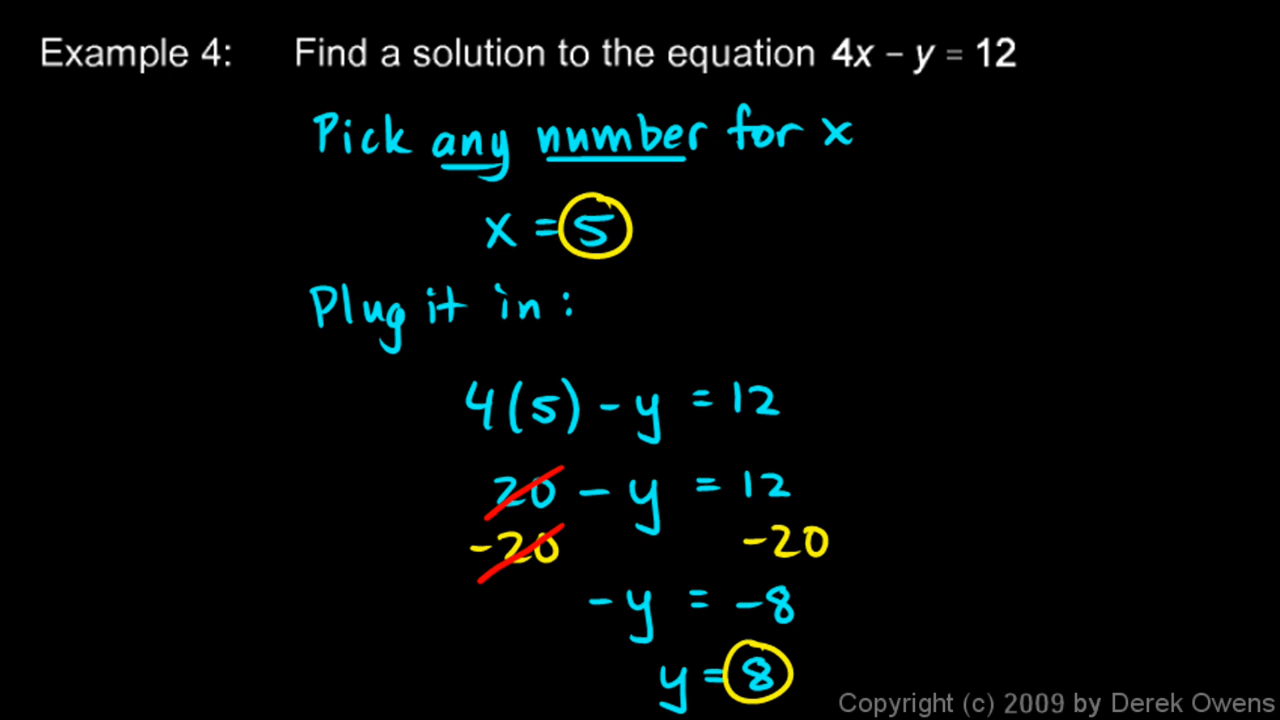 Example 4: Find a solution to the equation 4x – y = 12
Pick any number for x
x = 5
Plug it in :
4(5) - y = 12
20 - y = 12
-20 -20
- y = -8
y = 8
Copyright (c) 2009 by Derek Owens